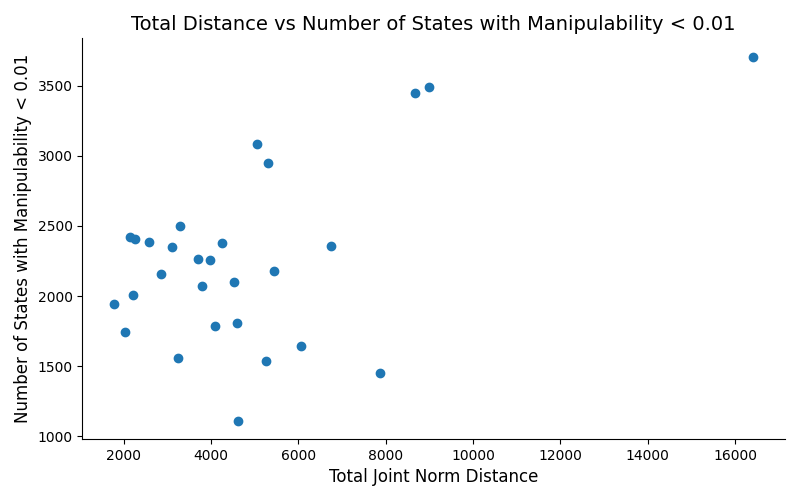 Total Distance vs Number of States with Manipulability < 0.01
Number of States with Manipulability < 0.01
3500
3000
2500
2000
1500
1000
2000 4000 6000 8000 10000 12000 14000 16000
Total Joint Norm Distance